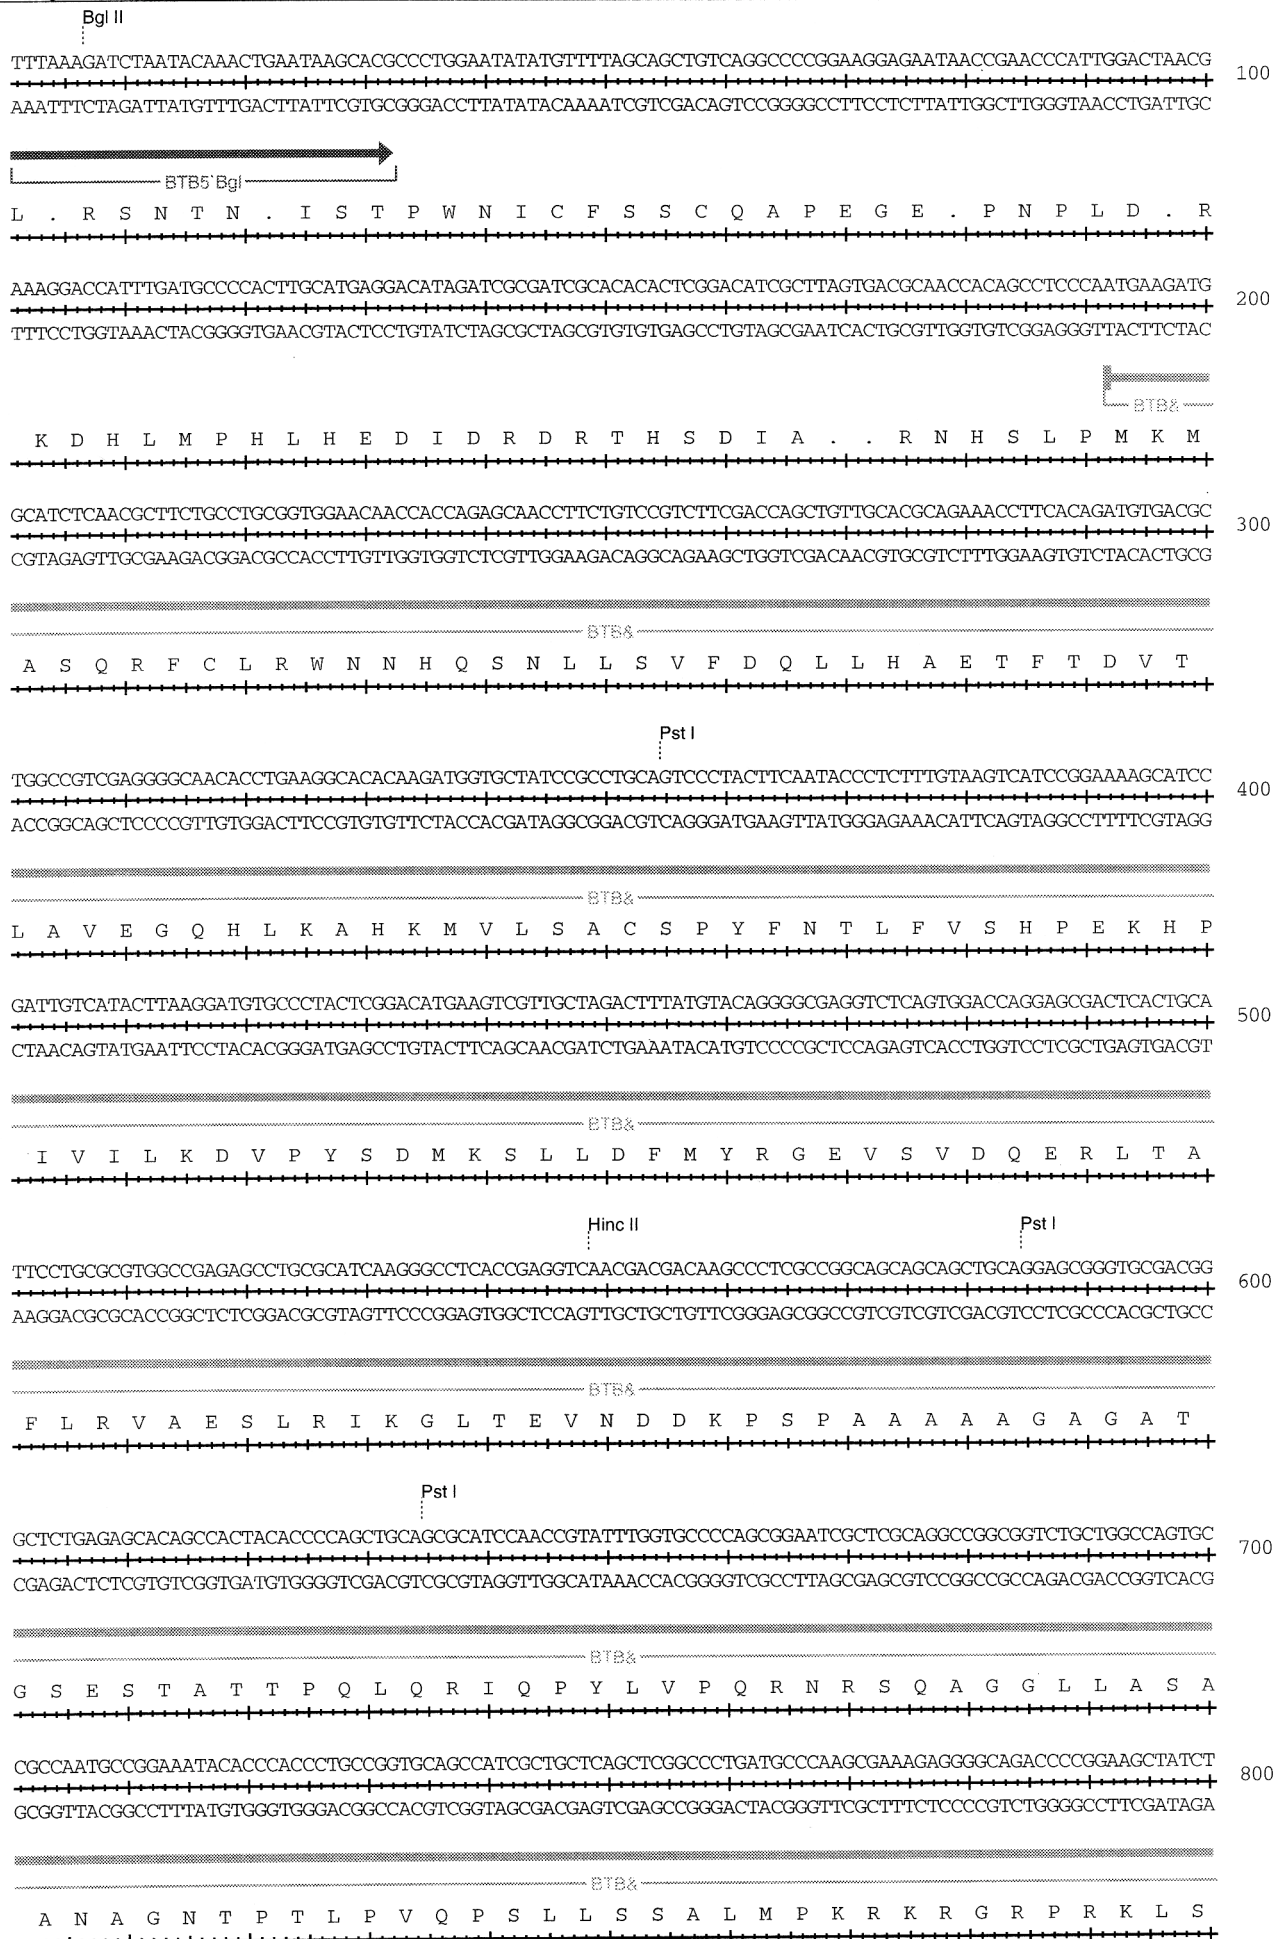 Bgl II
TTTAAAGATCTAATACAAACTGAATAAGCACGCCCTGGAATATATGTTTTAGCAGCTGTCAGGCCCCGGAAGGAGAATAACCGAACCCATTGGACTAACG
100
AAATTTCTAGATTATGTTTGACTTATTCGTGCGGGACCTTATATACAAAATCGTCGACAGTCCGGGGCCTTCCTCTTATTGGCTTGGGTAACCTGATTGC
BTB5`Bgl
L . R S N T N . I S T P W N I C F S S C Q A P E G E . P N P L D . R
AAAGGACCATTTGATGCCCCACTTGCATGAGGACATAGATCGCGATCGCACACACTCGGACATCGCTTAGTGACGCAACCACAGCCTCCCAATGAAGATG
200
TTTCCTGGTAAACTACGGGGTGAACGTACTCCTGTATCTAGCGCTAGCGTGTGTGAGCCTGTAGCGAATCACTGCGTTGGTGTCGGAGGGTTACTTCTAC
BTB&
K D H L M P H L H E D I D R D R T H S D I A . . R N H S L P M K M
GCATCTCAACGCTTCTGCCTGCGGTGGAACAACCACCAGAGCAACCTTCTGTCCGTCTTCGACCAGCTGTTGCACGCAGAAACCTTCACAGATGTGACGC
300
CGTAGAGTTGCGAAGACGGACGCCACCTTGTTGGTGGTCTCGTTGGAAGACAGGCAGAAGCTGGTCGACAACGTGCGTCTTTGGAAGTGTCTACACTGCG
BTB&
A S Q R F C L R W N N H Q S N L L S V F D Q L L H A E T F T D V T
Pst I
TGGCCGTCGAGGGGCAACACCTGAAGGCACACAAGATGGTGCTATCCGCCTGCAGTCCCTACTTCAATACCCTCTTTGTAAGTCATCCGGAAAAGCATCC
400
ACCGGCAGCTCCCCGTTGTGGACTTCCGTGTGTTCTACCACGATAGGCGGACGTCAGGGATGAAGTTATGGGAGAAACATTCAGTAGGCCTTTTCGTAGG
BTB&
L A V E G Q H L K A H K M V L S A C S P Y F N T L F V S H P E K H P
GATTGTCATACTTAAGGATGTGCCCTACTCGGACATGAAGTCGTTGCTAGACTTTATGTACAGGGGCGAGGTCTCAGTGGACCAGGAGCGACTCACTGCA
500
CTAACAGTATGAATTCCTACACGGGATGAGCCTGTACTTCAGCAACGATCTGAAATACATGTCCCCGCTCCAGAGTCACCTGGTCCTCGCTGAGTGACGT
BTB&
I V I L K D V P Y S D M K S L L D F M Y R G E V S V D Q E R L T A
Hinc II Pst I
TTCCTGCGCGTGGCCGAGAGCCTGCGCATCAAGGGCCTCACCGAGGTCAACGACGACAAGCCCTCGCCGGCAGCAGCAGCTGCAGGAGCGGGTGCGACGG
600
AAGGACGCGCACCGGCTCTCGGACGCGTAGTTCCCGGAGTGGCTCCAGTTGCTGCTGTTCGGGAGCGGCCGTCGTCGTCGACGTCCTCGCCCACGCTGCC
BTB&
F L R V A E S L R I K G L T E V N D D K P S P A A A A A G A G A T
Pst I
GCTCTGAGAGCACAGCCACTACACCCCAGCTGCAGCGCATCCAACCGTATTTGGTGCCCCAGCGGAATCGCTCGCAGGCCGGCGGTCTGCTGGCCAGTGC
700
CGAGACTCTCGTGTCGGTGATGTGGGGTCGACGTCGCGTAGGTTGGCATAAACCACGGGGTCGCCTTAGCGAGCGTCCGGCCGCCAGACGACCGGTCACG
BTB&
G S E S T A T T P Q L Q R I Q P Y L V P Q R N R S Q A G G L L A S A
CGCCAATGCCGGAAATACACCCACCCTGCCGGTGCAGCCATCGCTGCTCAGCTCGGCCCTGATGCCCAAGCGAAAGAGGGGCAGACCCCGGAAGCTATCT
800
GCGGTTACGGCCTTTATGTGGGTGGGACGGCCACGTCGGTAGCGACGAGTCGAGCCGGGACTACGGGTTCGCTTTCTCCCCGTCTGGGGCCTTCGATAGA
BTB&
A N A G N T P T L P V Q P S L L S S A L M P K R K R G R P R K L S